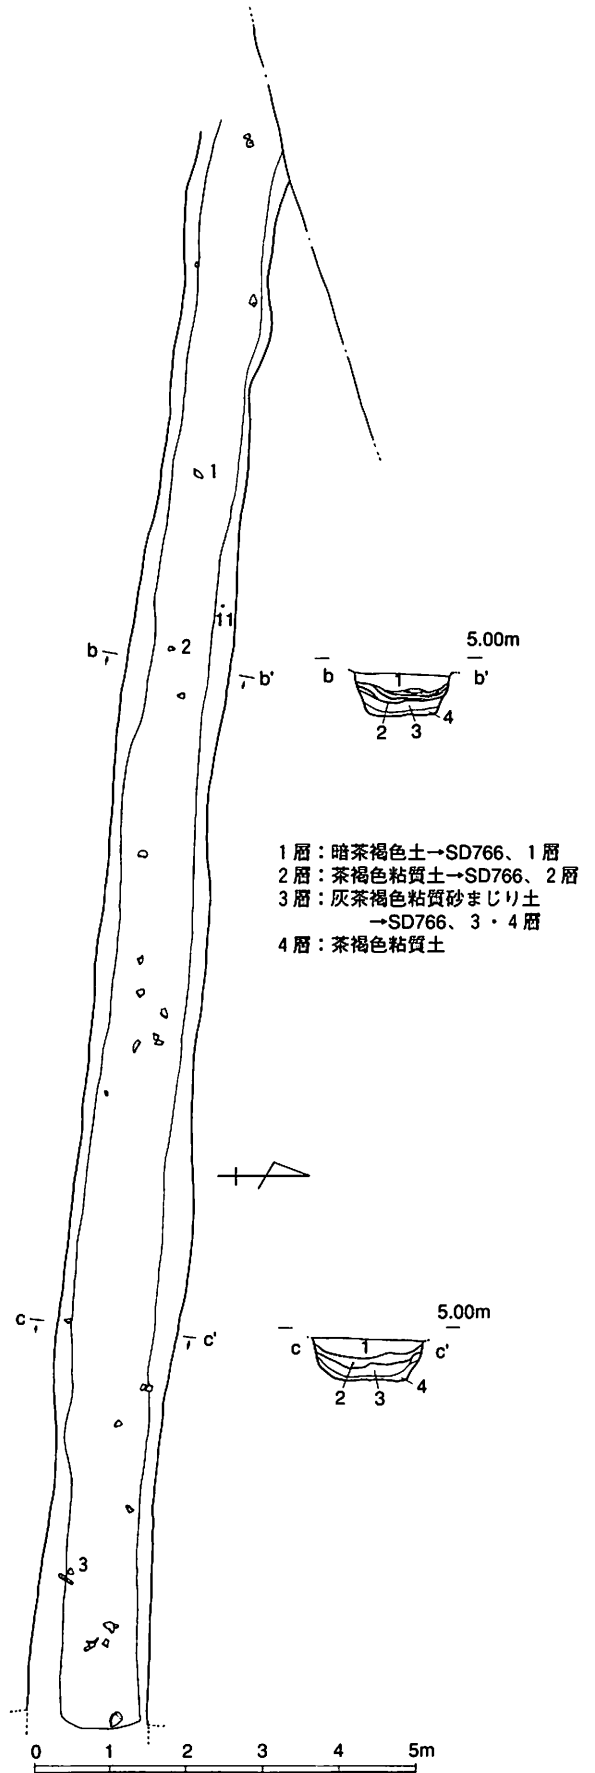 1
11
b
2
b'
5.00m
b
1
b'
2
3
4
1層：暗茶褐色土→SD766、1層
2層：茶褐色粘質土→SD766、2層
3層：灰茶褐色粘質砂まじり土
→SD766、3・4層
4層：茶褐色粘質土
c
c'
5.00m
c
1
c'
2
3
4
3
0 1 2 3 4 5m